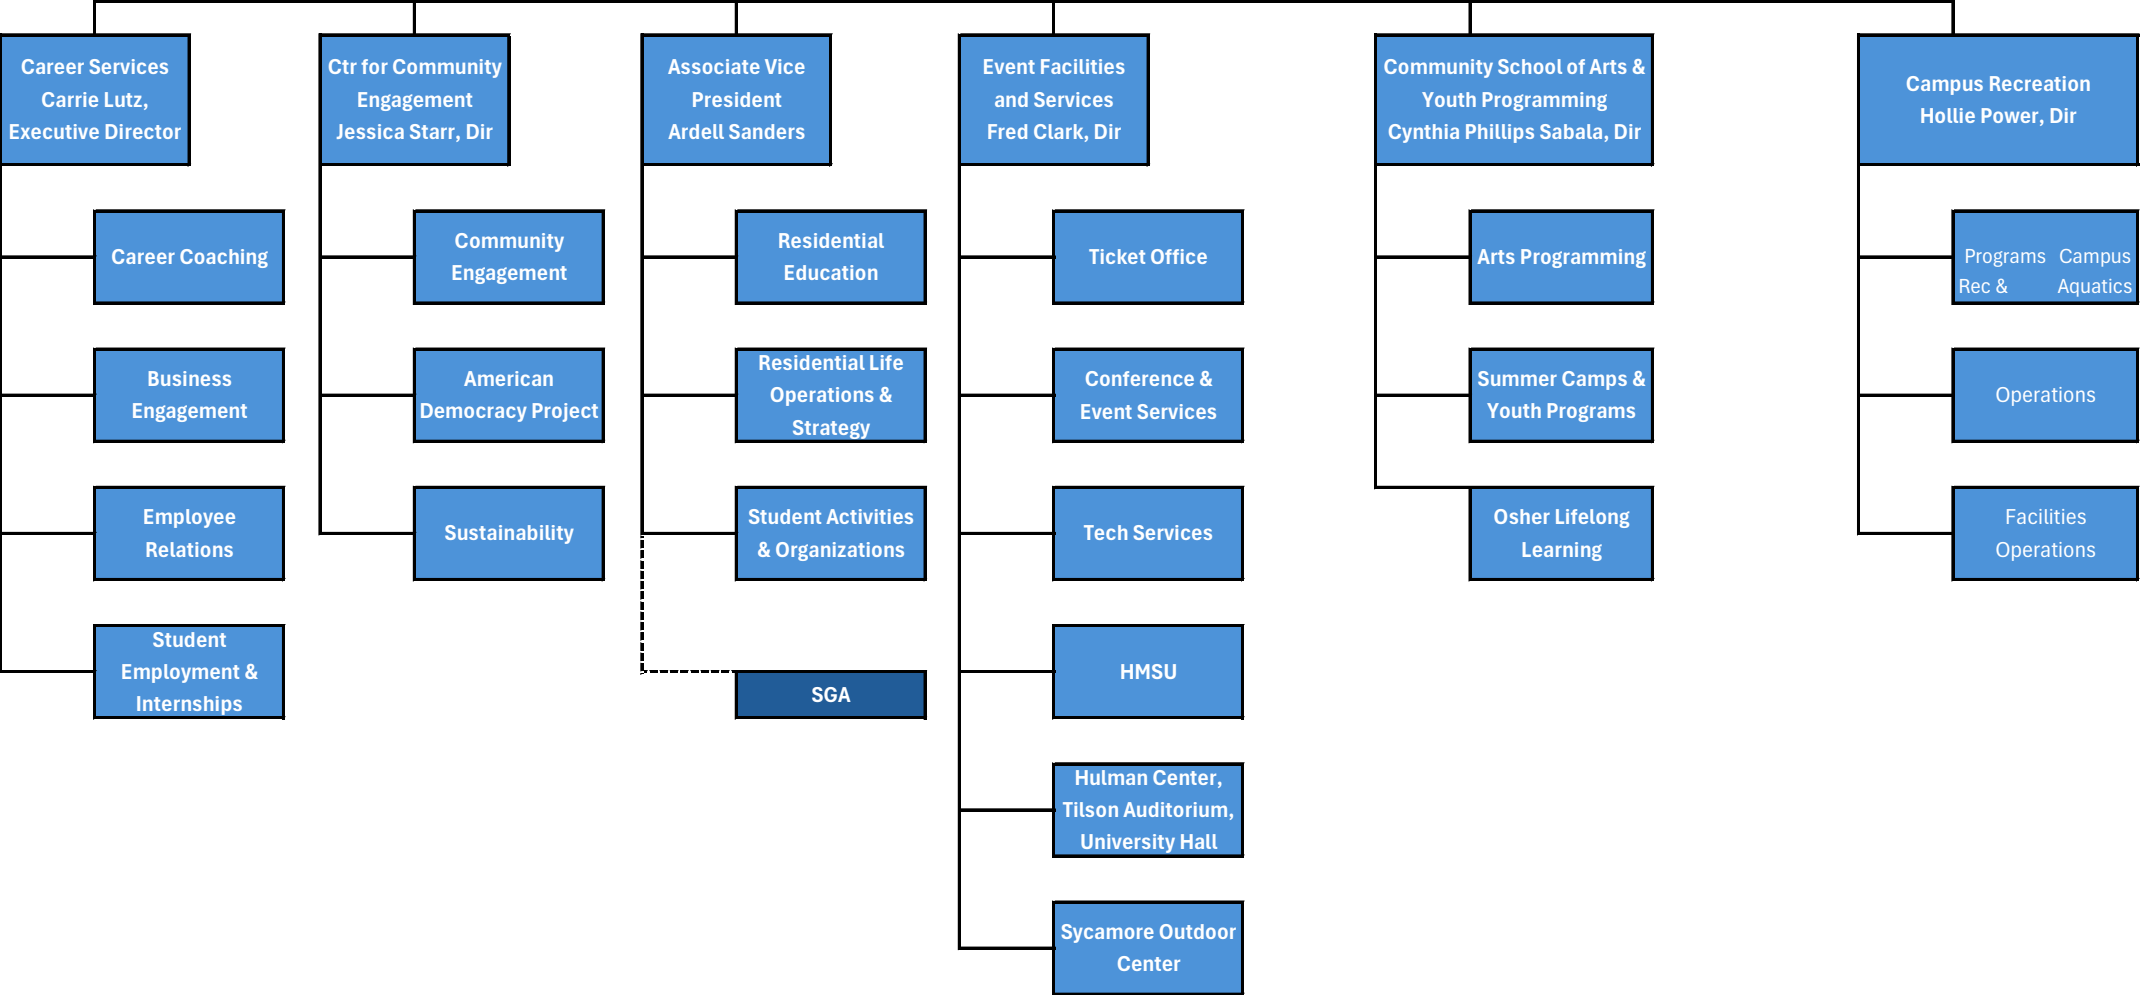 Career Services
Carrie Lutz,
Executive Director
Career Coaching
Business
Engagement
Employee
Relations
Student
Employment &
Internships
Ctr for Community
Engagement
Jessica Starr, Dir
Community
Engagement
American
Democracy Project
Sustainability
Associate Vice
President
Ardell Sanders
Residential
Education
Residential Life
Operations &
Strategy
Student Activities
& Organizations
SGA
Event Facilities
and Services
Fred Clark, Dir
Ticket Office
Conference &
Event Services
Tech Services
HMSU
Hulman Center,
Tilson Auditorium,
University Hall
Sycamore Outdoor
Center
Community School of Arts &
Youth Programming
Cynthia Phillips Sabala, Dir
Arts Programming
Summer Camps &
Youth Programs
Osher Lifelong
Learning
Campus Recreation
Hollie Power, Dir
Programs Campus
Rec & Aquatics
Operations
Facilities
Operations